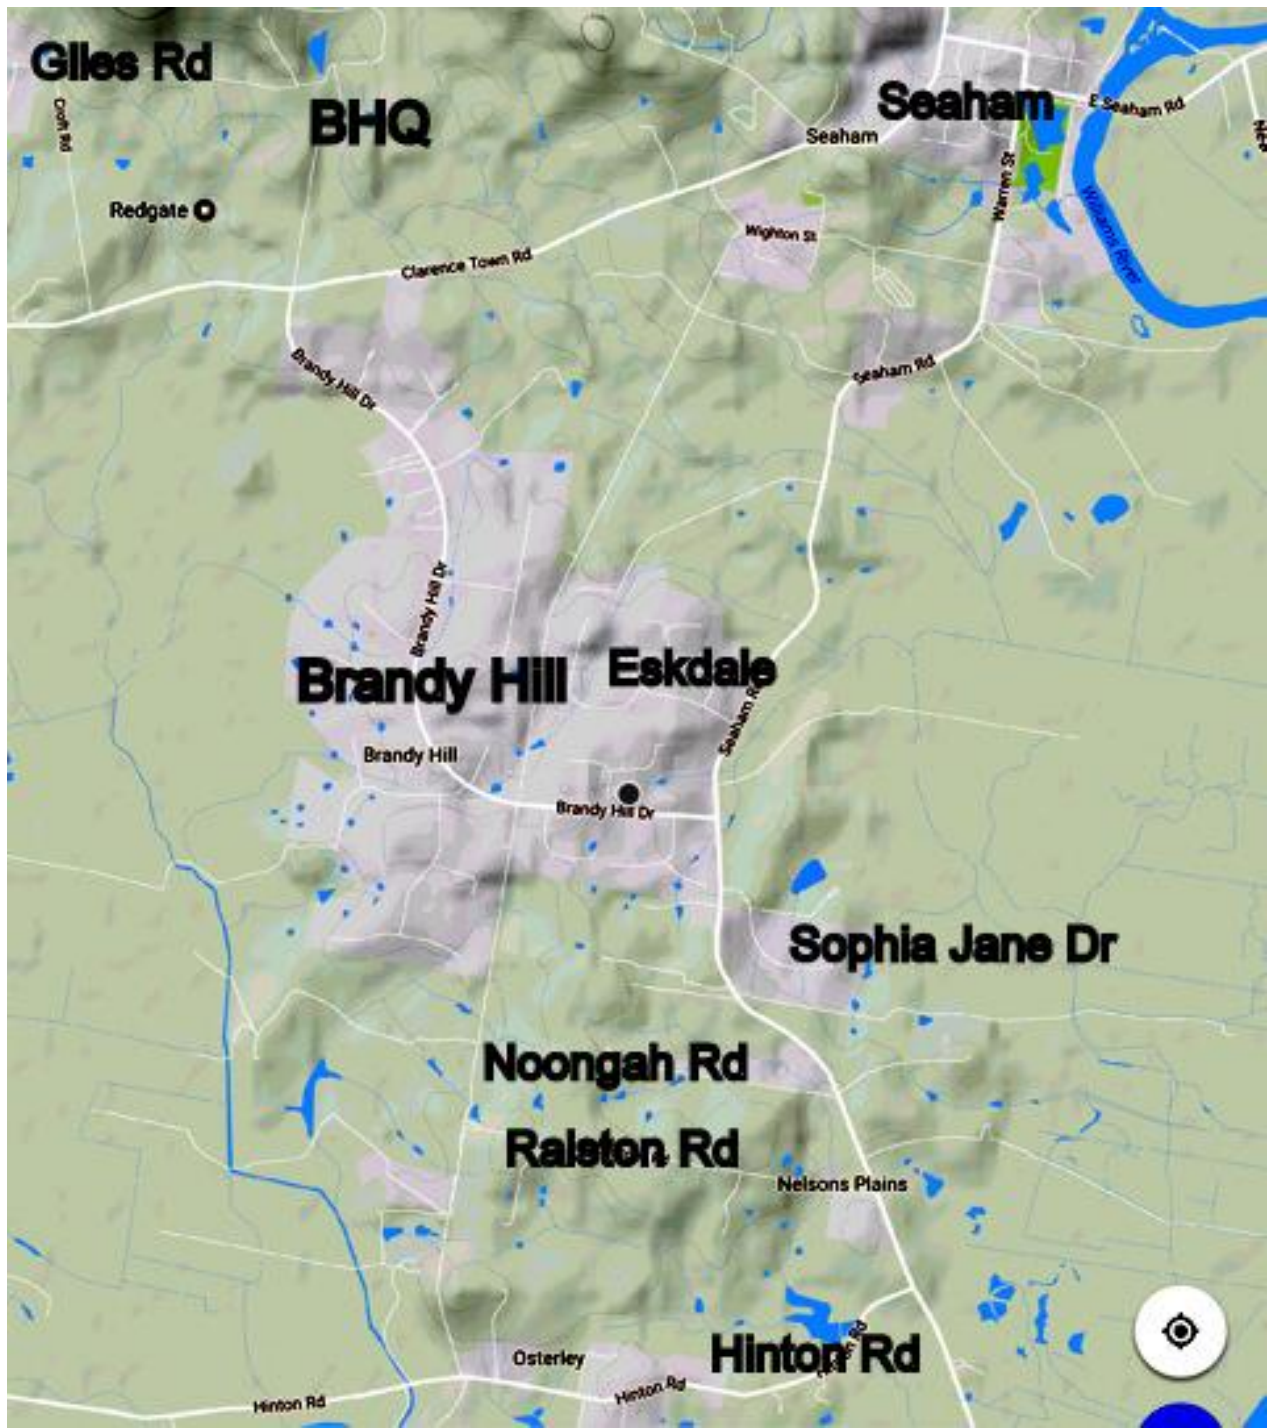 Giles Rd
BHQ
Seaham
E Seaham Rd
Croft Rd
Seaham
Warren St
Redgate
Williams River
Wighton St
Clarence Town Rd
Brandy Hill Dr
Seaham Rd
Brandy Hill Dr
Brandy Hill
Eskdale
Seaham Rd
Brandy Hill
Brandy Hill Dr
Sophia Jane Dr
Noongah Rd
Ralston Rd
Nelsons Plains
Hinton Rd
Hinton Rd
Osterley
Hinton Rd
Hinton Rd